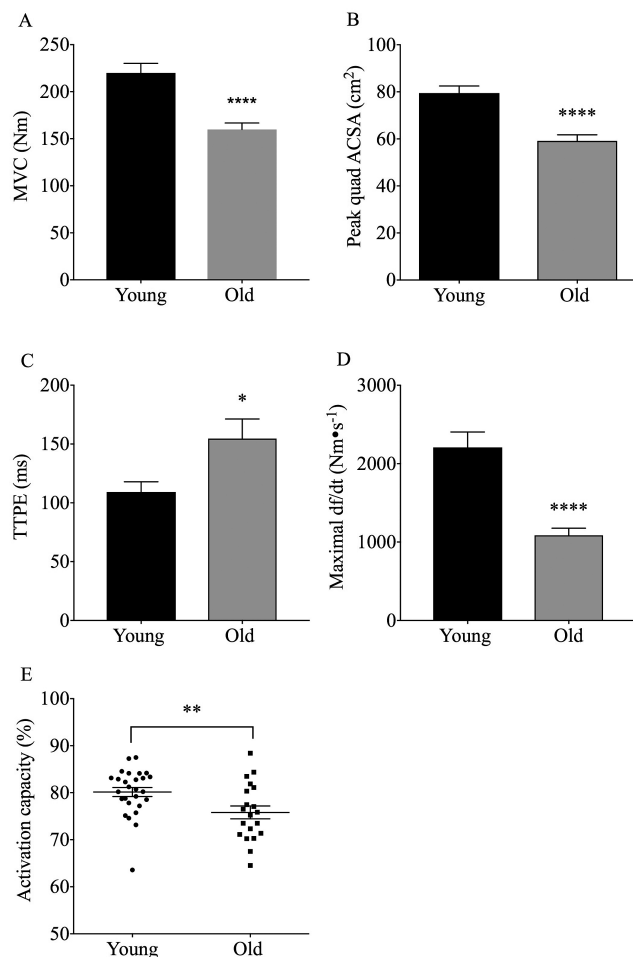 A
MVC (Nm)
250
200
150
100
50
0
****
Young
Old
B
Peak quad ACSA (cm²)
100
80
60
40
20
0
****
Young
Old
C
TTPE (ms)
200
150
100
50
0
*
Young
Old
D
Maximal df/dt (Nm•s⁻¹)
3000
2000
1000
0
****
Young
Old
E
Activation capacity (%)
100
90
80
70
60
50
**
Young
Old